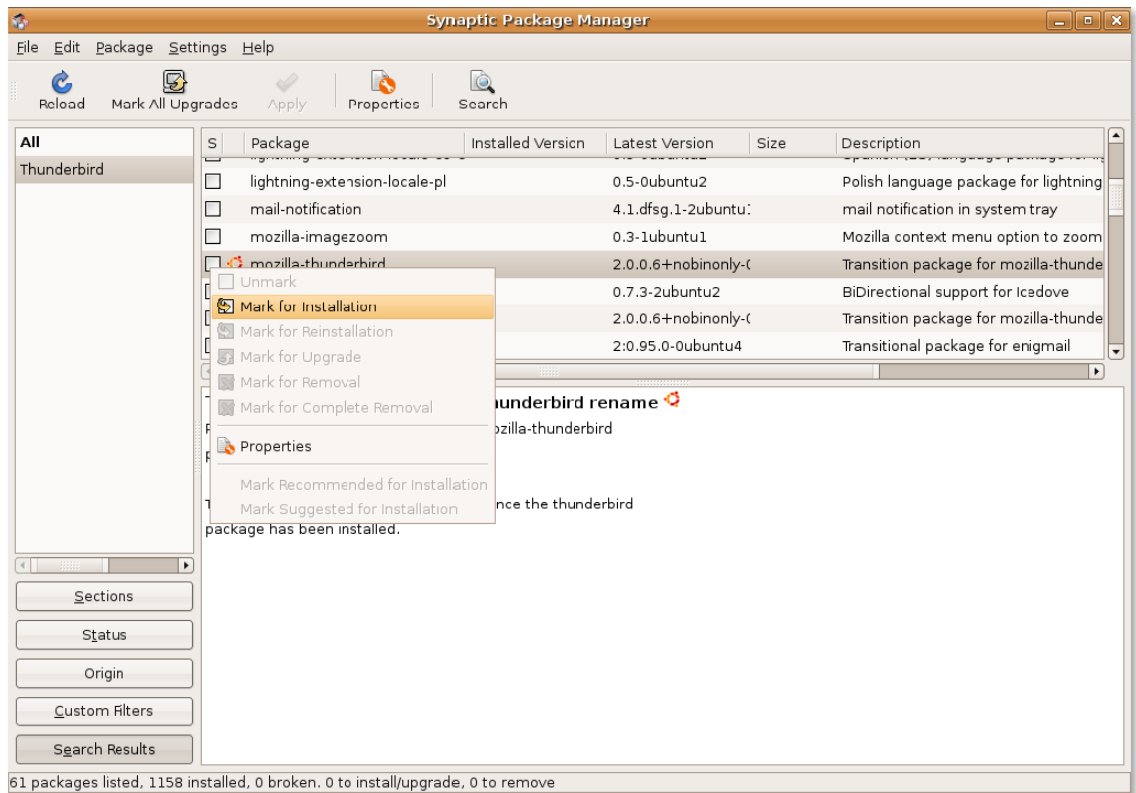 Synaptic Package Manager
File Edit Package Settings Help
Reload Mark All Upgrades Apply Properties Search
All
Thunderbird
S Package Installed Version Latest Version Size Description
lightning-extension-locale-pl 0.5-0ubuntu2 Polish language package for lightning
mail-notification 4.1.dfsg.1-2ubuntu mail notification in system tray
mozilla-imagezoom 0.3-1ubuntu1 Mozilla context menu option to zoom
mozilla-thunderbird 2.0.0.6+nobinonly-( Transition package for mozilla-thunde
0.7.3-2ubuntu2 BiDirectional support for Icedove
2.0.0.6+nobinonly-( Transition package for mozilla-thunde
2:0.95.0-0ubuntu4 Transitional package for enigmail
Unmark
Mark for Installation
Mark for Reinstallation
Mark for Upgrade
Mark for Removal
Mark for Complete Removal
Properties
Mark Recommended for Installation
Mark Suggested for Installation
underbird rename
ozilla-thunderbird
nce the thunderbird
package has been installed.
Sections
Status
Origin
Custom Filters
Search Results
61 packages listed, 1158 installed, 0 broken. 0 to install/upgrade, 0 to remove